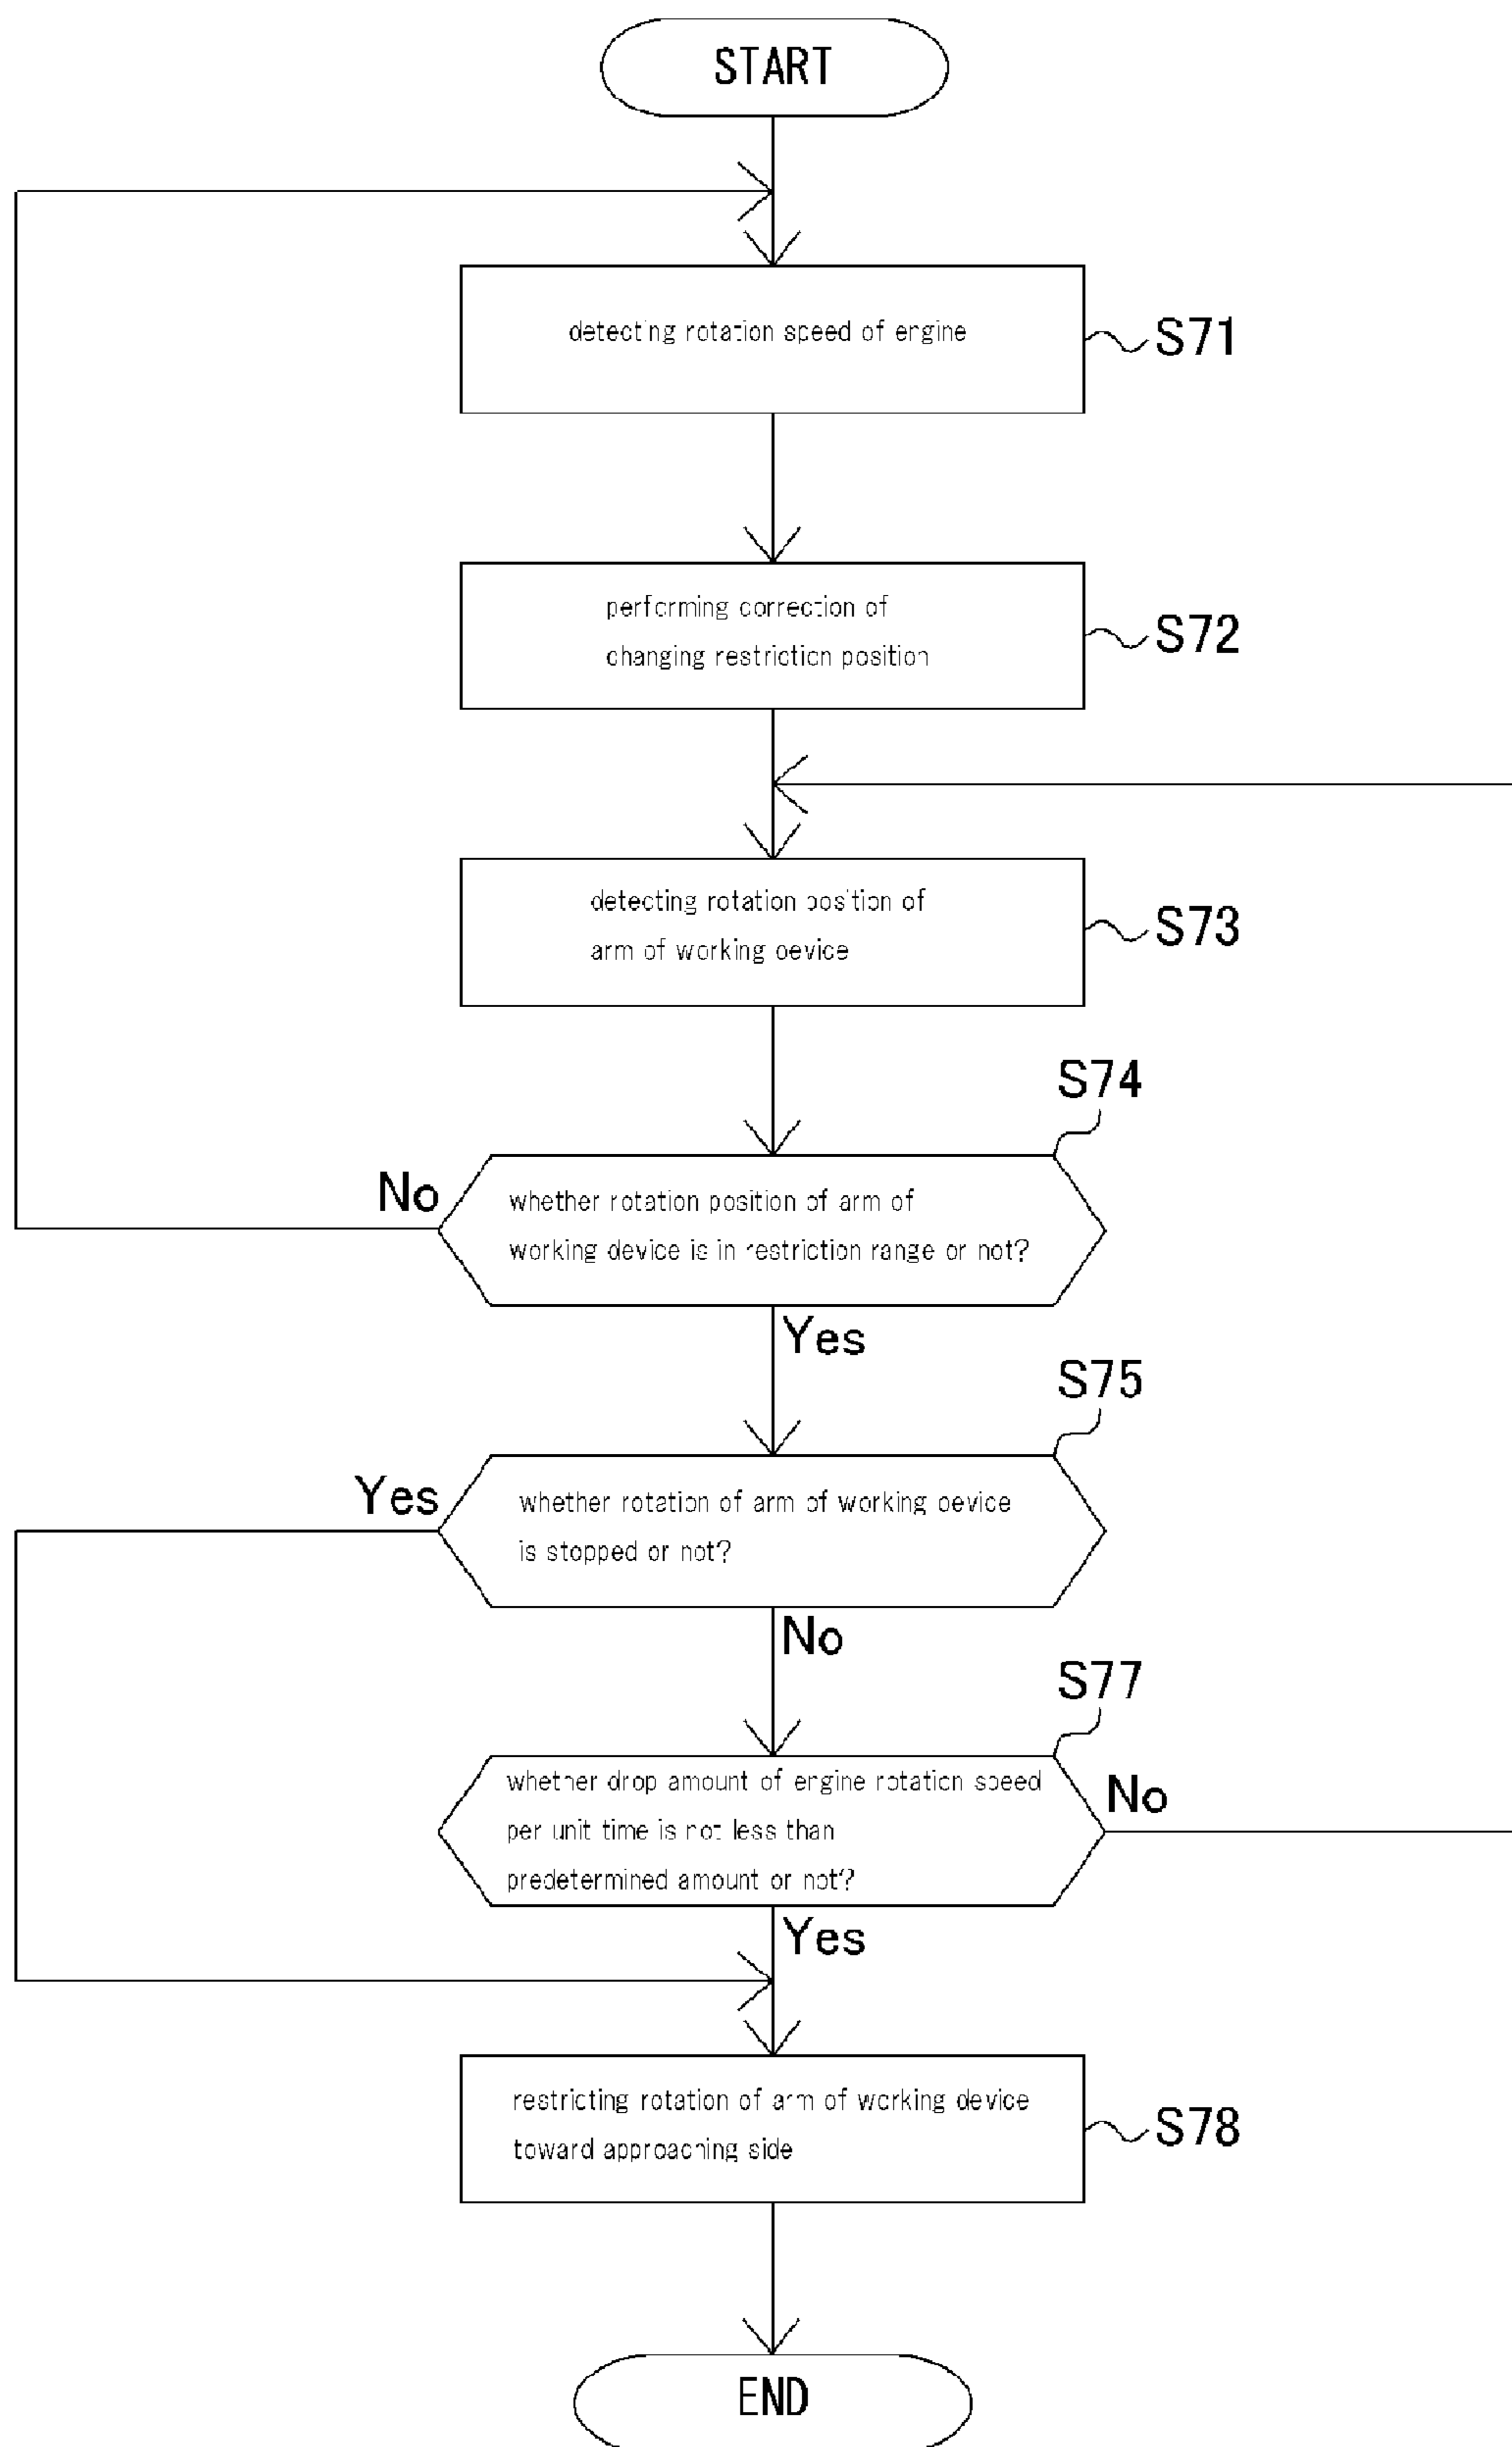 START
detecting rotation speed of engine
S71
performing correction of
changing restriction position
S72
detecting rotation position of
arm of working device
S73
S74
No
whether rotation position of arm of
working device is in restriction range or not?
Yes
S75
Yes
whether rotation of arm of working device
is stopped or not?
No
S77
whether drop amount of engine rotation speed
per unit time is not less than
predetermined amount or not?
No
Yes
restricting rotation of arm of working device
toward approaching side
S78
END